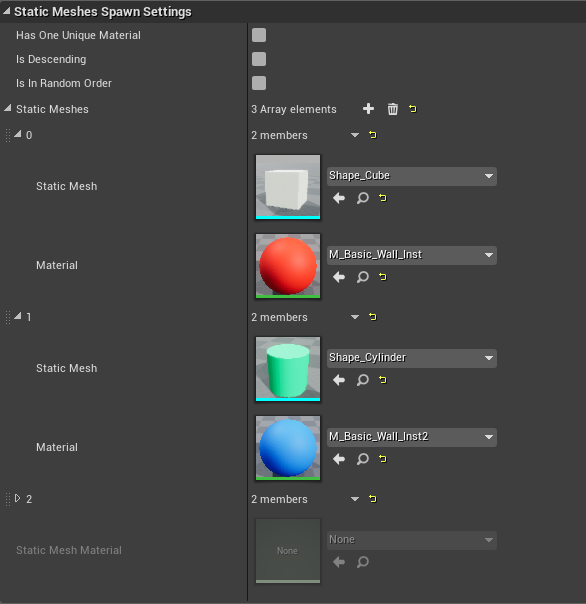 Static Meshes Spawn Settings
Has One Unique Material
Is Descending
Is In Random Order
Static Meshes 3 Array elements
0 2 members
Static Mesh Shape_Cube
Material M_Basic_Wall_Inst
1 2 members
Static Mesh Shape_Cylinder
Material M_Basic_Wall_Inst2
2 2 members
Static Mesh Material None None